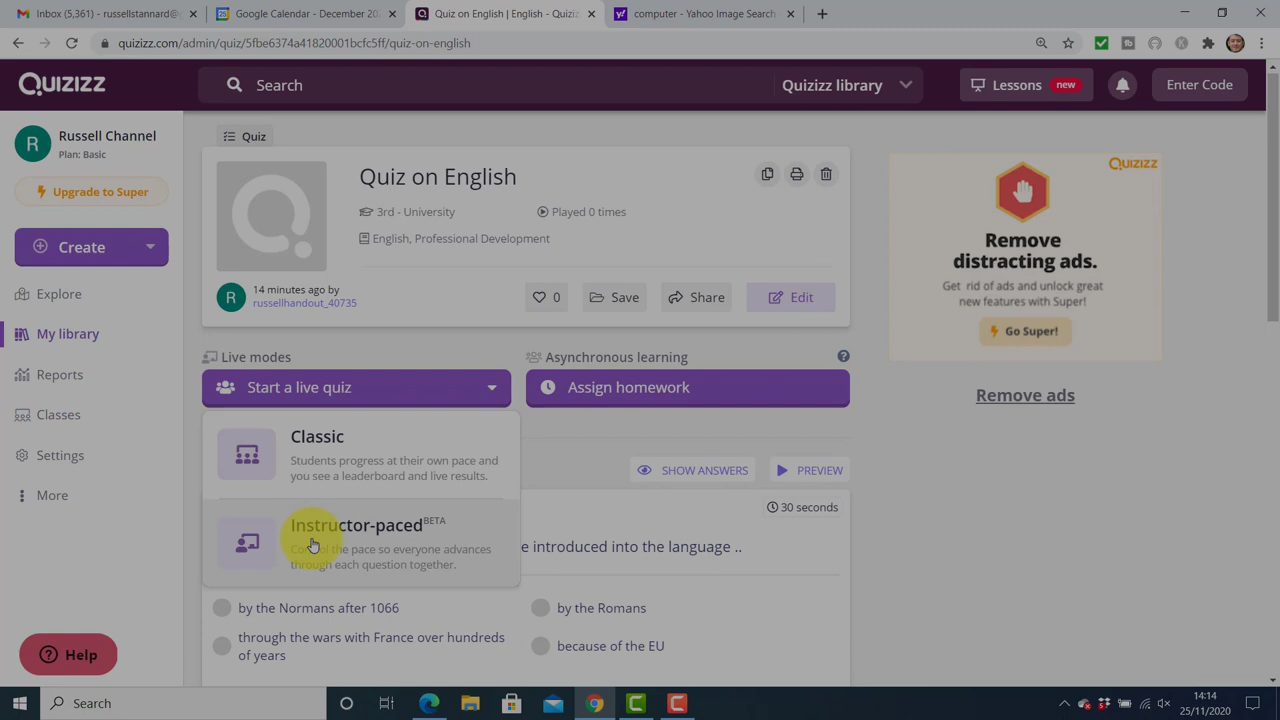 Inbox (5,361) - russellstannard@
Google Calendar - December 202
Quiz on English | English - Quiziz
computer - Yahoo Image Search
quizizz.com/admin/quiz/5fbe6374a41820001bcfc5ff/quiz-on-english
Quizizz
Search
Quizizz library
Lessons new
Enter Code
R
Russell Channel
Plan: Basic
Upgrade to Super
Create
Explore
My library
Reports
Classes
Settings
More
Help
Quiz
Quiz on English
3rd - University
Played 0 times
English, Professional Development
R
14 minutes ago by
russellhandout_40735
0
Save
Share
Edit
Live modes
Asynchronous learning
Start a live quiz
Assign homework
Classic
Students progress at their own pace and
you see a leaderboard and live results.
Instructor-paced BETA
Control the pace so everyone advances
through each question together.
SHOW ANSWERS
PREVIEW
30 seconds
e introduced into the language ..
by the Normans after 1066
by the Romans
through the wars with France over hundreds
of years
because of the EU
QUIZIZZ
Remove
distracting ads.
Get rid of ads and unlock great
new features with Super!
Go Super!
Remove ads
Search
14:14
25/11/2020